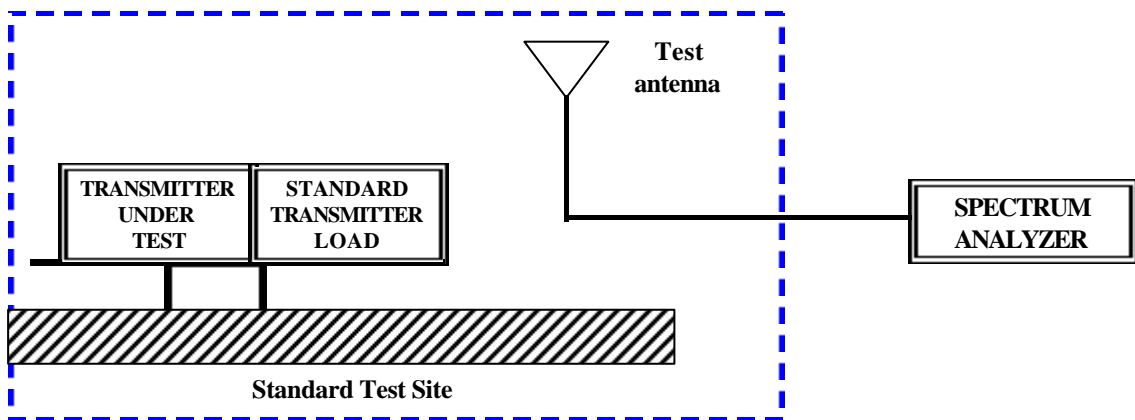 Test
antenna
TRANSMITTER
UNDER
TEST
STANDARD
TRANSMITTER
LOAD
SPECTRUM
ANALYZER
Standard Test Site